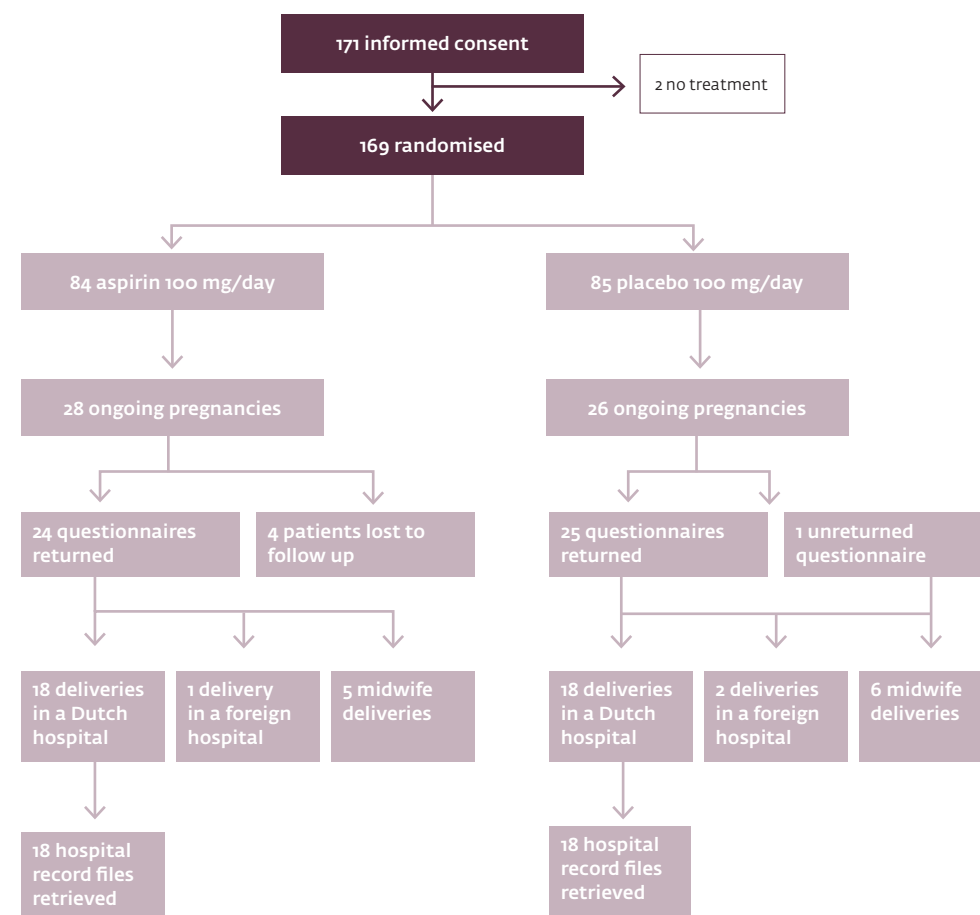 171 informed consent
2 no treatment
169 randomised
84 aspirin 100 mg/day
85 placebo 100 mg/day
28 ongoing pregnancies
26 ongoing pregnancies
24 questionnaires
returned
4 patients lost to
follow up
25 questionnaires
returned
1 unreturned
questionnaire
18 deliveries
in a Dutch
hospital
1 delivery
in a foreign
hospital
5 midwife
deliveries
18 deliveries
in a Dutch
hospital
2 deliveries
in a foreign
hospital
6 midwife
deliveries
18 hospital
record files
retrieved
18 hospital
record files
retrieved